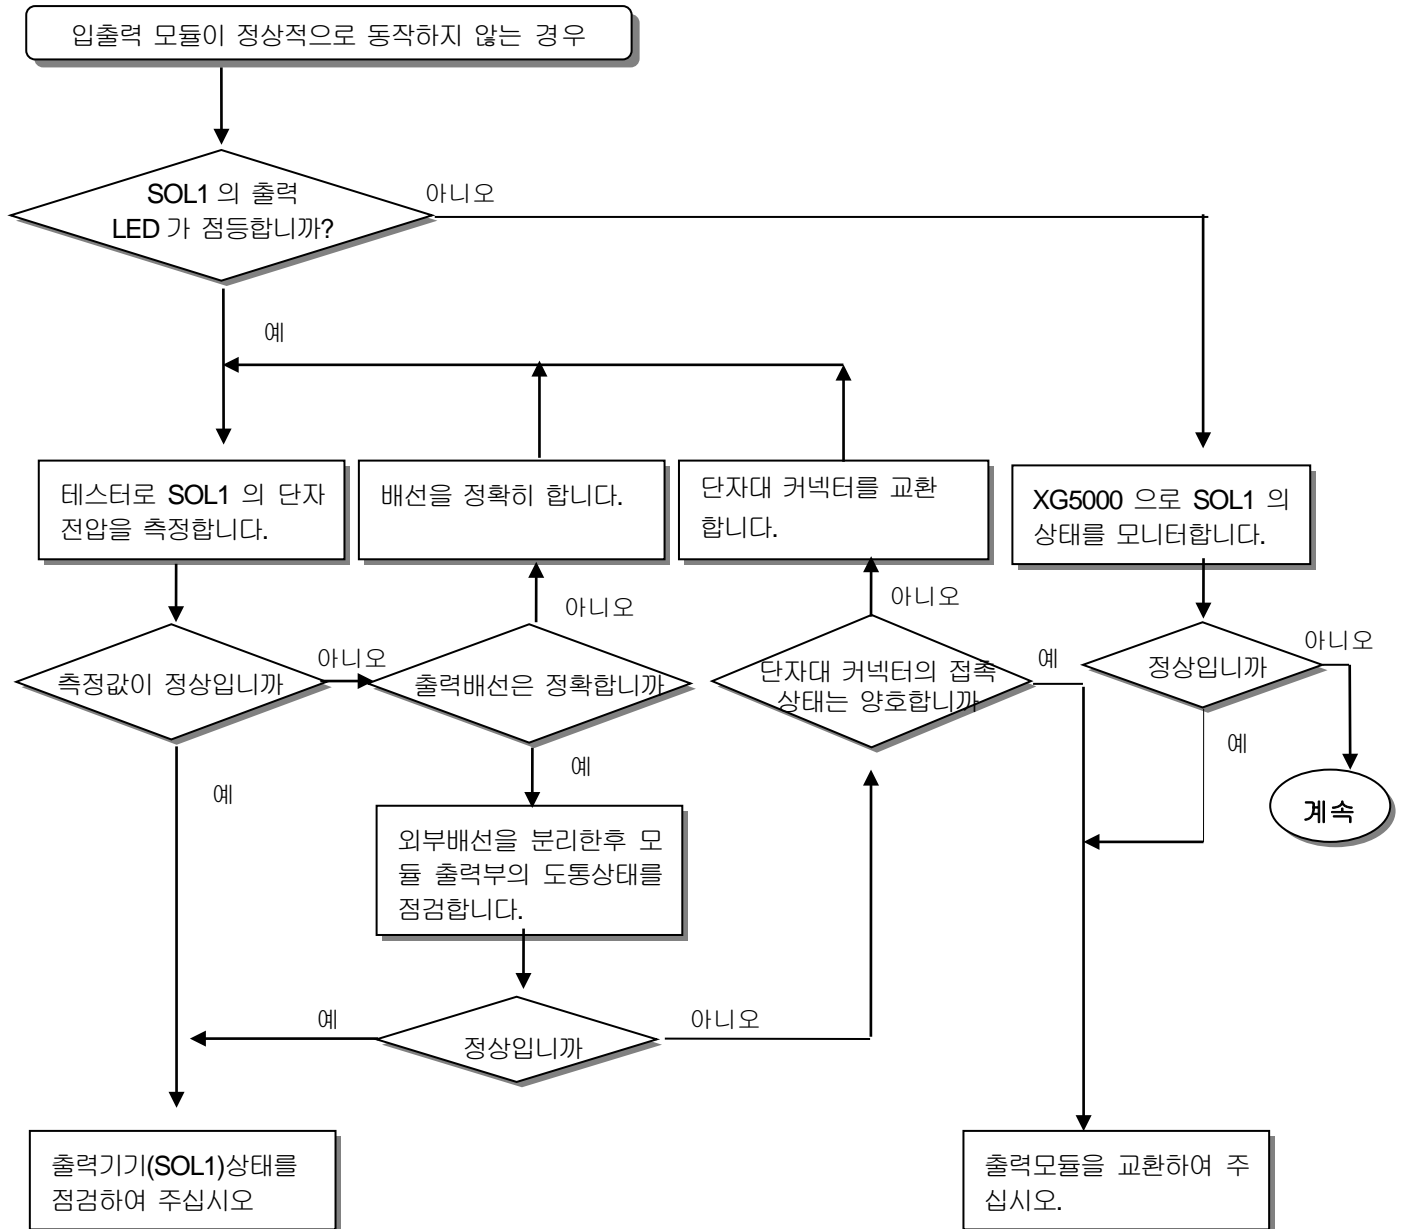 입출력 모듈이 정상적으로 동작하지 않는 경우
SOL1 의 출력
LED 가 점등합니까?
아니오
예
테스터로 SOL1 의 단자
전압을 측정합니다.
배선을 정확히 합니다.
단자대 커넥터를 교환
합니다.
XG5000 으로 SOL1 의
상태를 모니터합니다.
아니오
아니오
측정값이 정상입니까
아니오
출력배선은 정확합니까
단자대 커넥터의 접촉
상태는 양호합니까
예
정상입니까
아니오
예
예
예
계속
외부배선을 분리한후 모
듈 출력부의 도통상태를
점검합니다.
예
정상입니까
아니오
출력기기(SOL1)상태를
점검하여 주십시오
출력모듈을 교환하여 주
십시오.